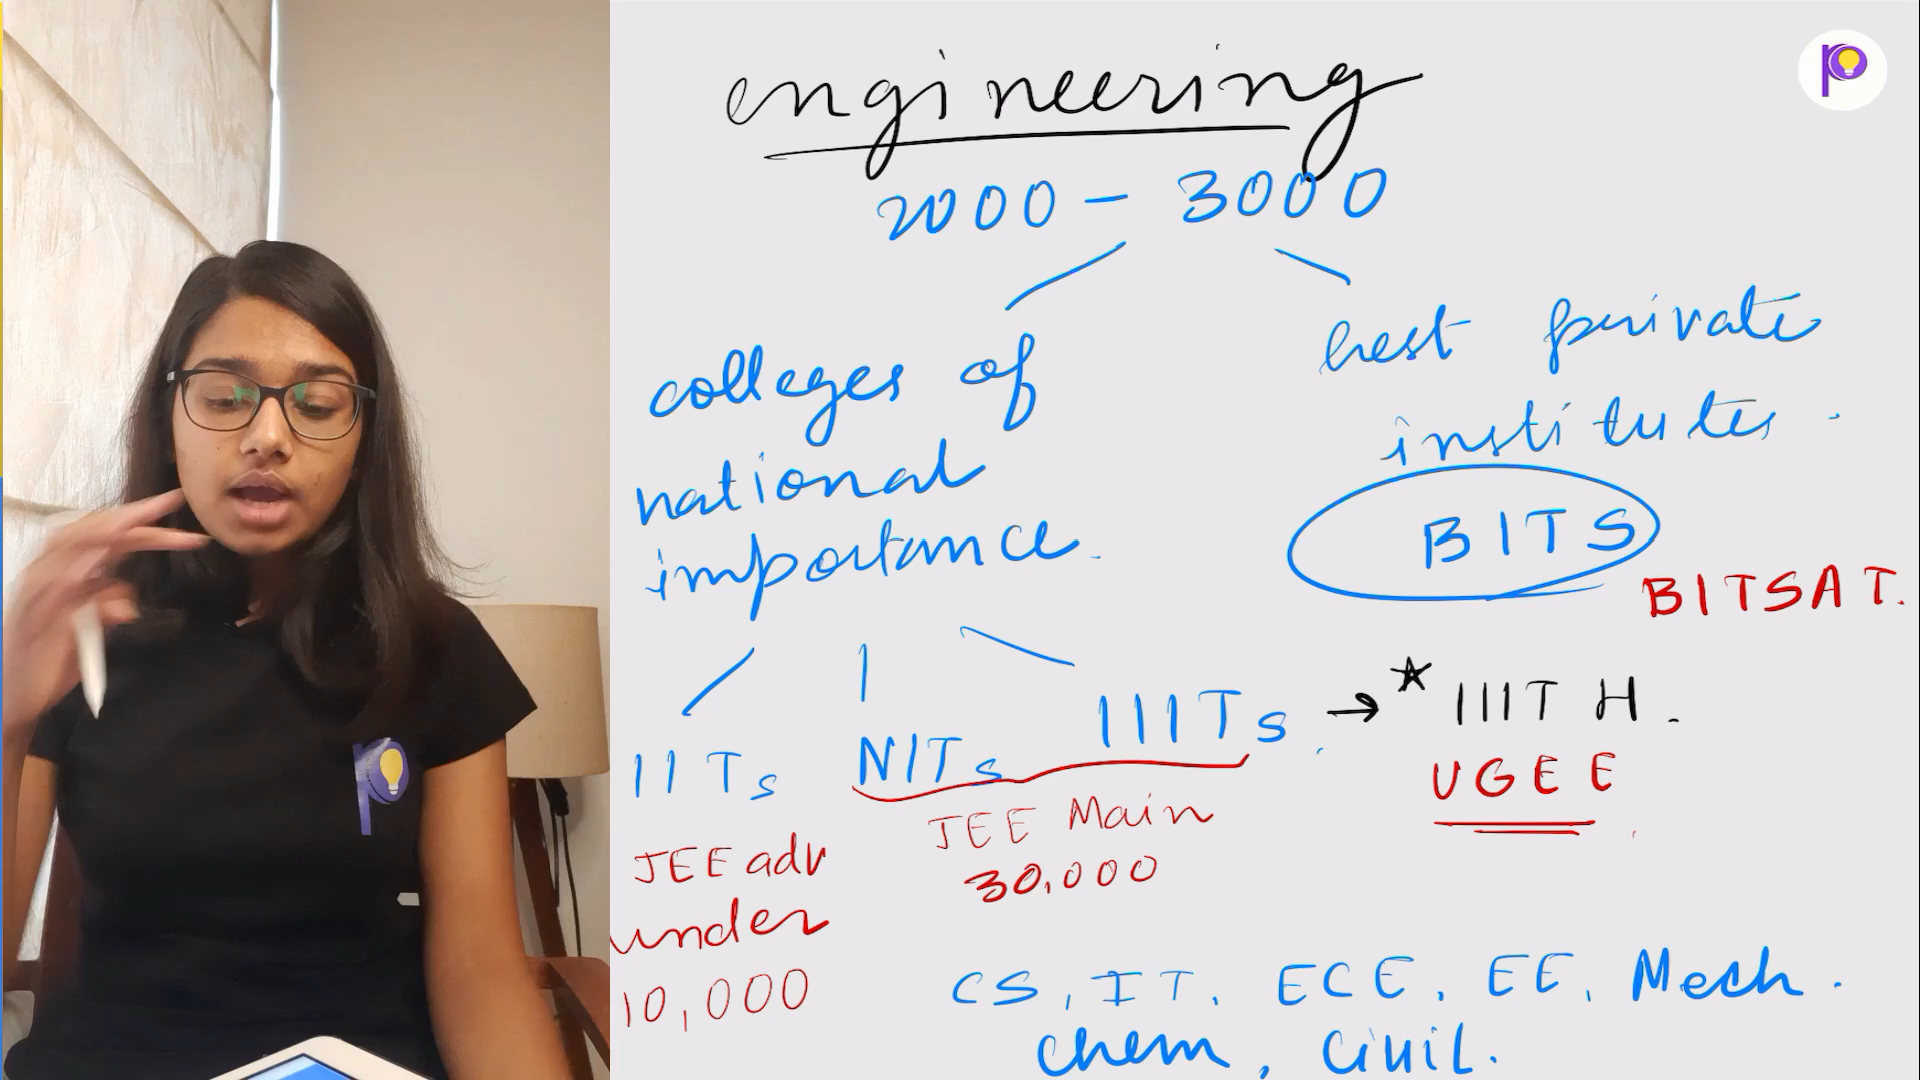 engineering
2000 - 3000
colleges of
national
importance.
best private
institutes.
BITS
BITSAT.
IITs
NITs
IIITs
→ * IIIT H.
UGEE
JEE adv
under
10,000
JEE Main
30,000
CS, IT, ECE, EE, Mech.
chem, Civil.